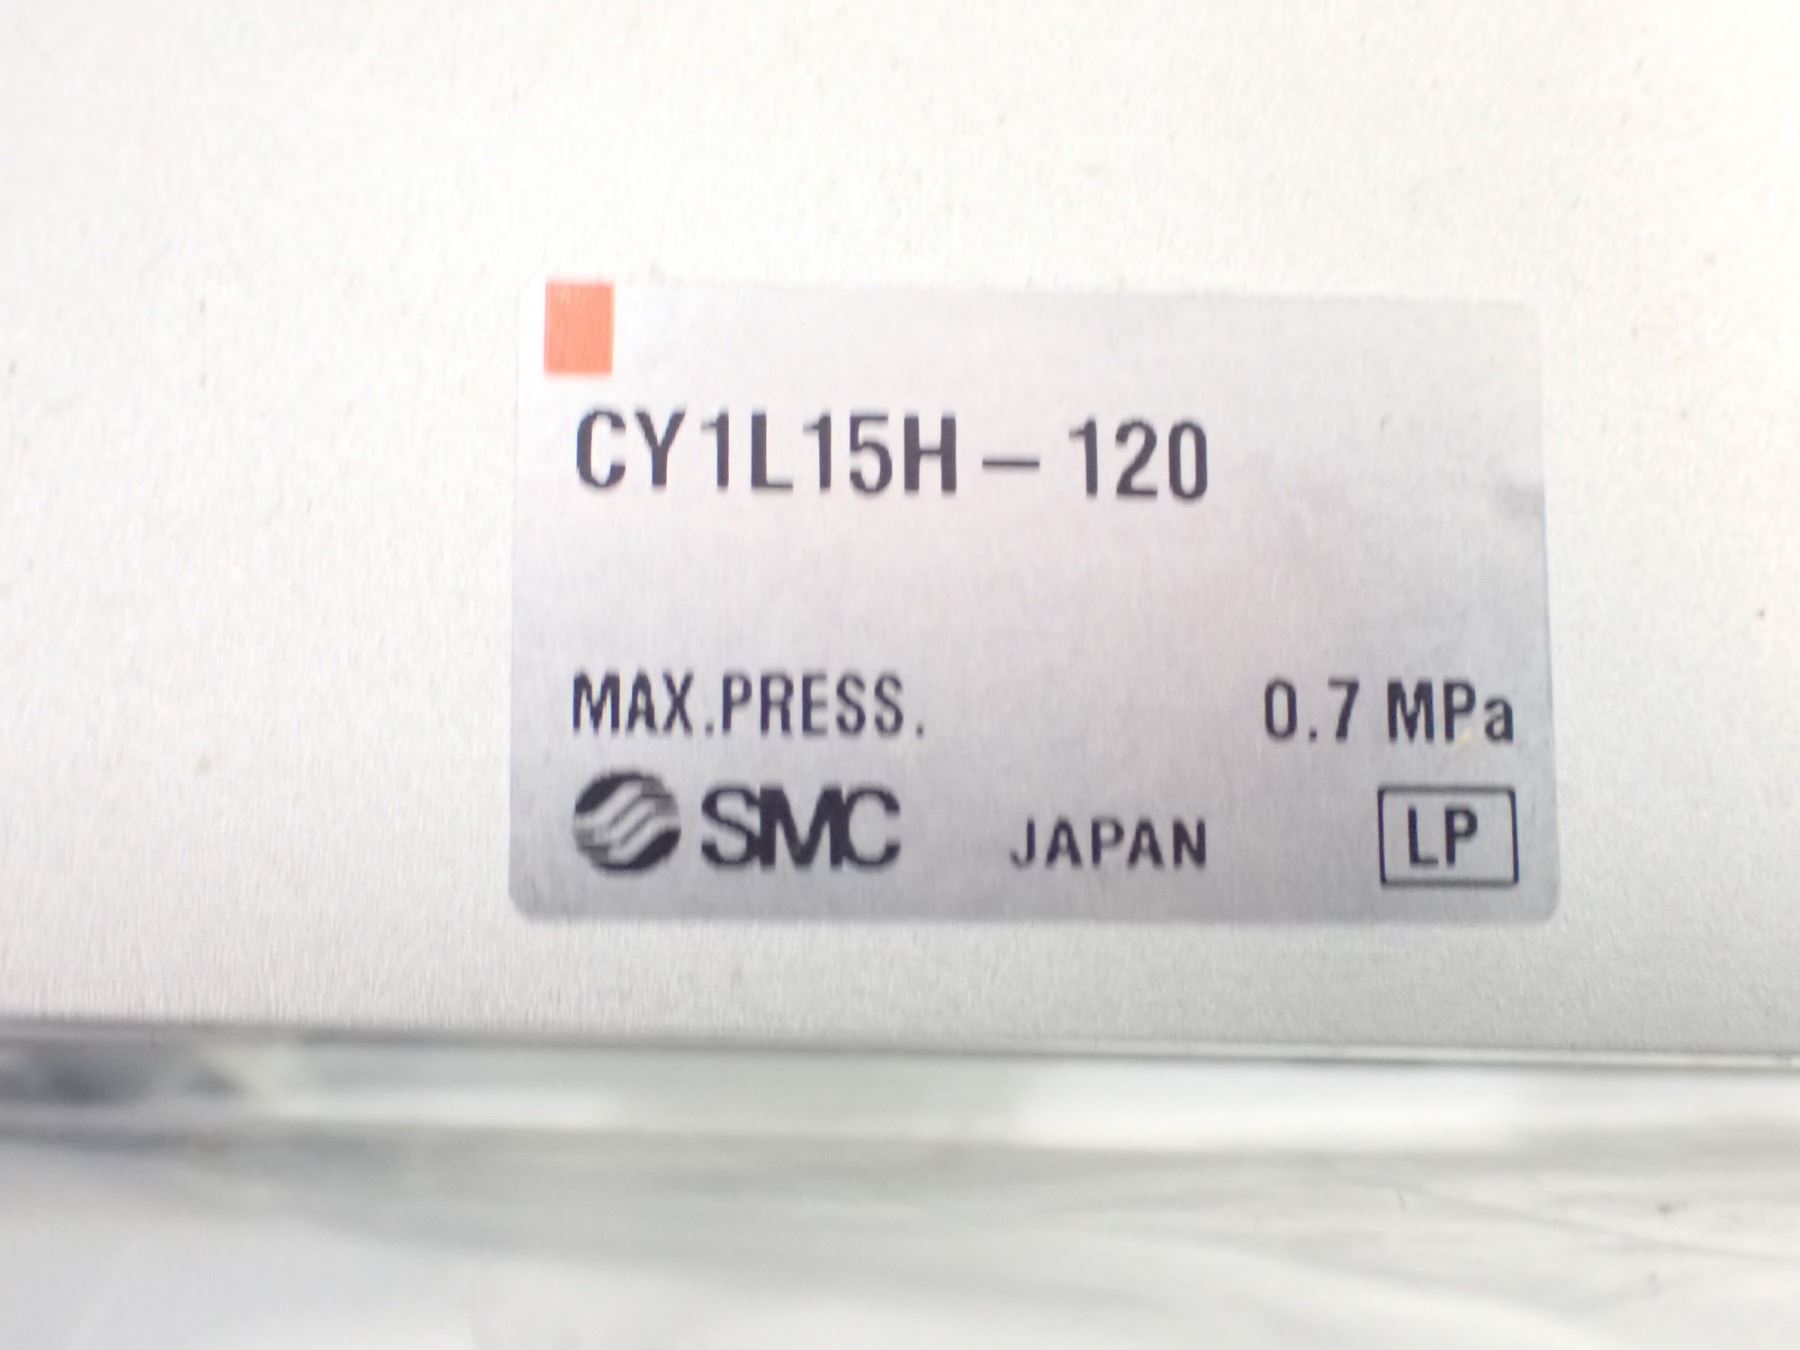 CY1L15H-120
MAX.PRESS. 0.7 MPa
SMC JAPAN LP